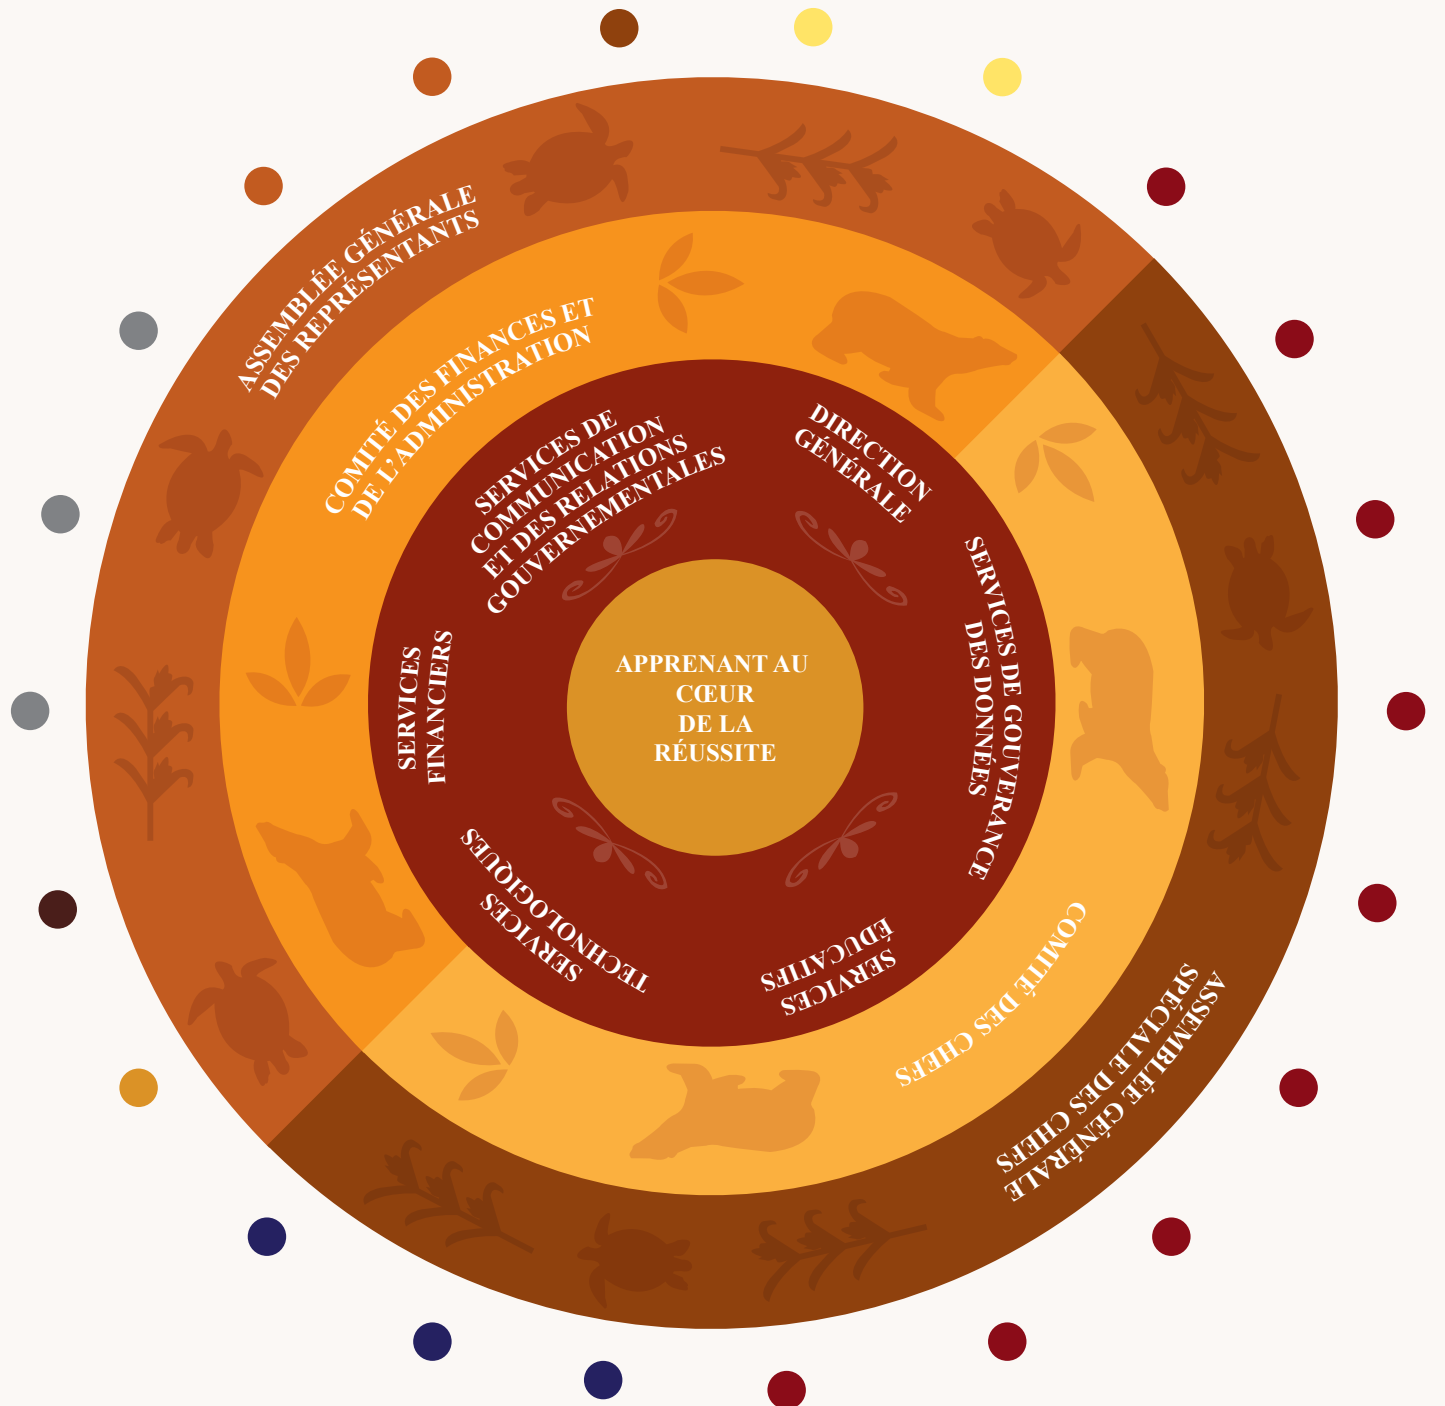 ASSEMBLÉE GÉNÉRALE
DES REPRÉSENTANTS
COMITÉ DES FINANCES ET
DE L'ADMINISTRATION
SERVICES DE
COMMUNICATION
ET DES RELATIONS
GOUVERNEMENTALES
DIRECTION
GÉNÉRALE
SERVICES DE GOUVERANCE
DES DONNÉES
SERVICES
FINANCIERS
APPRENANT AU
CŒUR
DE LA
RÉUSSITE
SERVICES
TECHNOLOGIQUES
SERVICES
ÉDUCATIFS
COMITÉ DES CHEFS
ASSEMBLÉE GÉNÉRALE
SPÉCIALE DES CHEFS